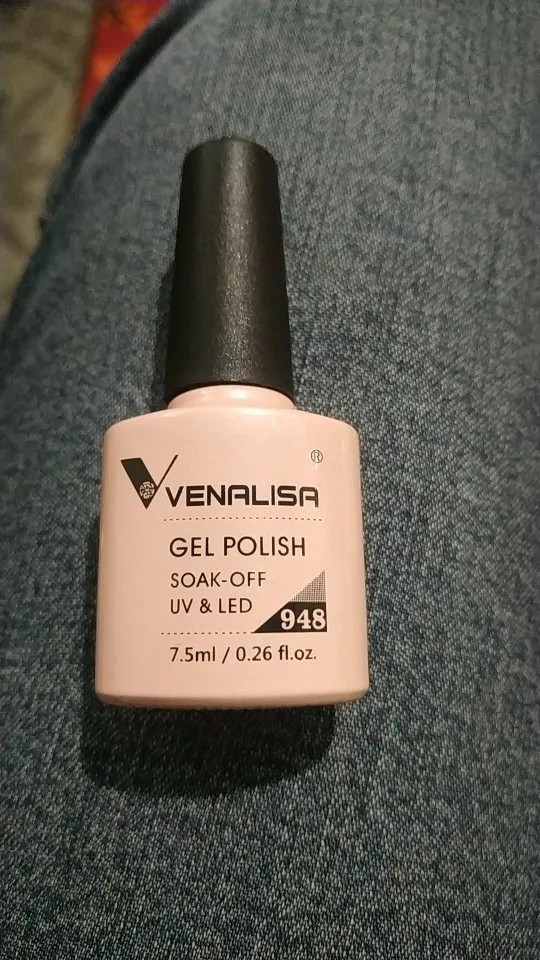 ®
VENALISA
GEL POLISH
SOAK-OFF
UV & LED
948
7.5ml / 0.26 fl.oz.